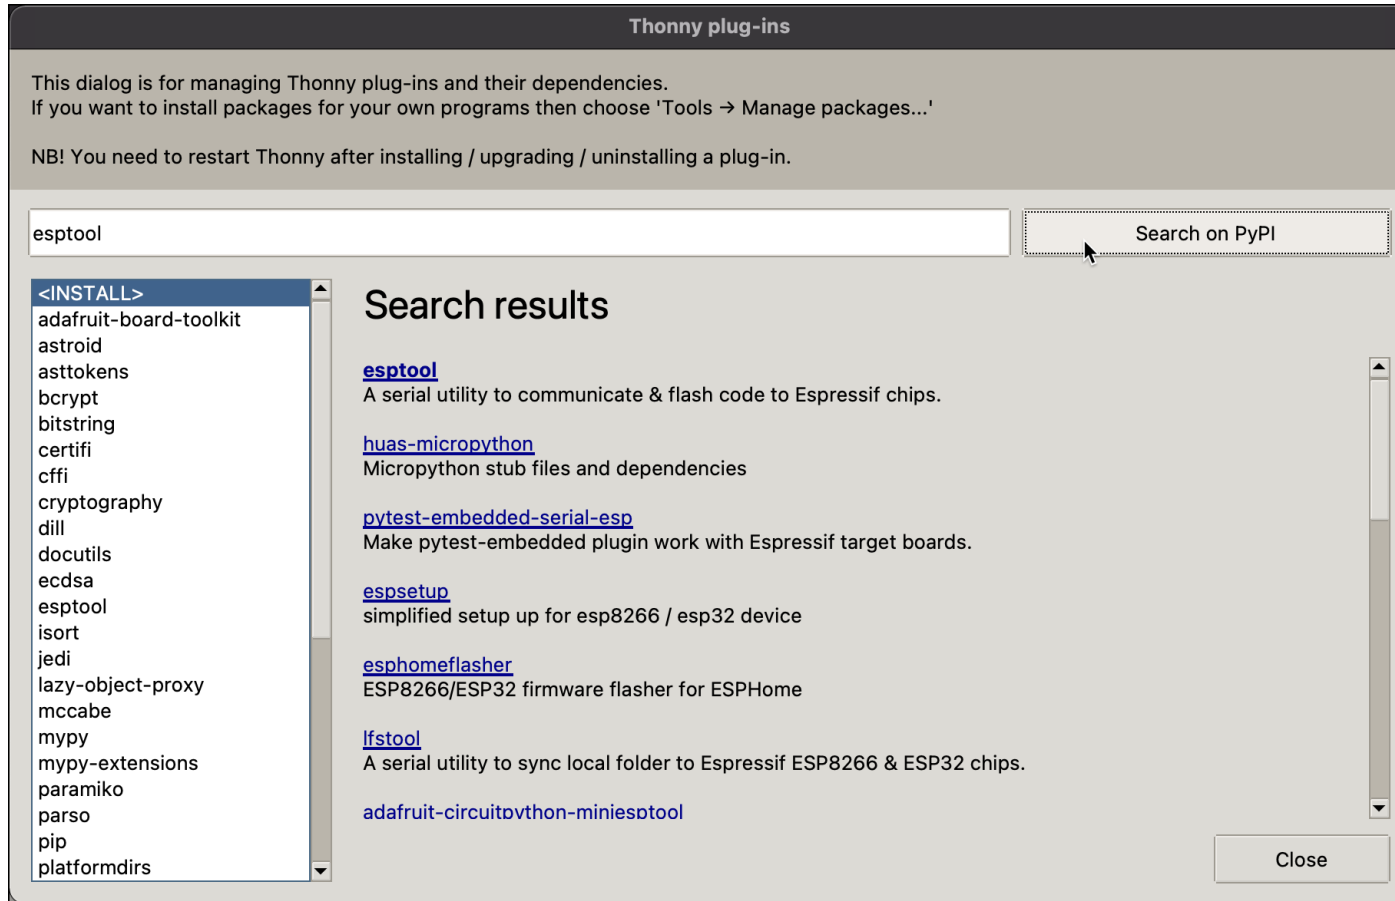 Thonny plug-ins
This dialog is for managing Thonny plug-ins and their dependencies.
If you want to install packages for your own programs then choose 'Tools → Manage packages...'
NB! You need to restart Thonny after installing / upgrading / uninstalling a plug-in.
esptool
Search on PyPI
<INSTALL>
adafruit-board-toolkit
astroid
asttokens
bcrypt
bitstring
certifi
cffi
cryptography
dill
docutils
ecdsa
esptool
isort
jedi
lazy-object-proxy
mccabe
mypy
mypy-extensions
paramiko
parso
pip
platformdirs
Search results
esptool
A serial utility to communicate & flash code to Espressif chips.
huas-micropython
Micropython stub files and dependencies
pytest-embedded-serial-esp
Make pytest-embedded plugin work with Espressif target boards.
espsetup
simplified setup up for esp8266 / esp32 device
esphomeflasher
ESP8266/ESP32 firmware flasher for ESPHome
lfstool
A serial utility to sync local folder to Espressif ESP8266 & ESP32 chips.
adafruit-circuitpython-miniesptool
Close